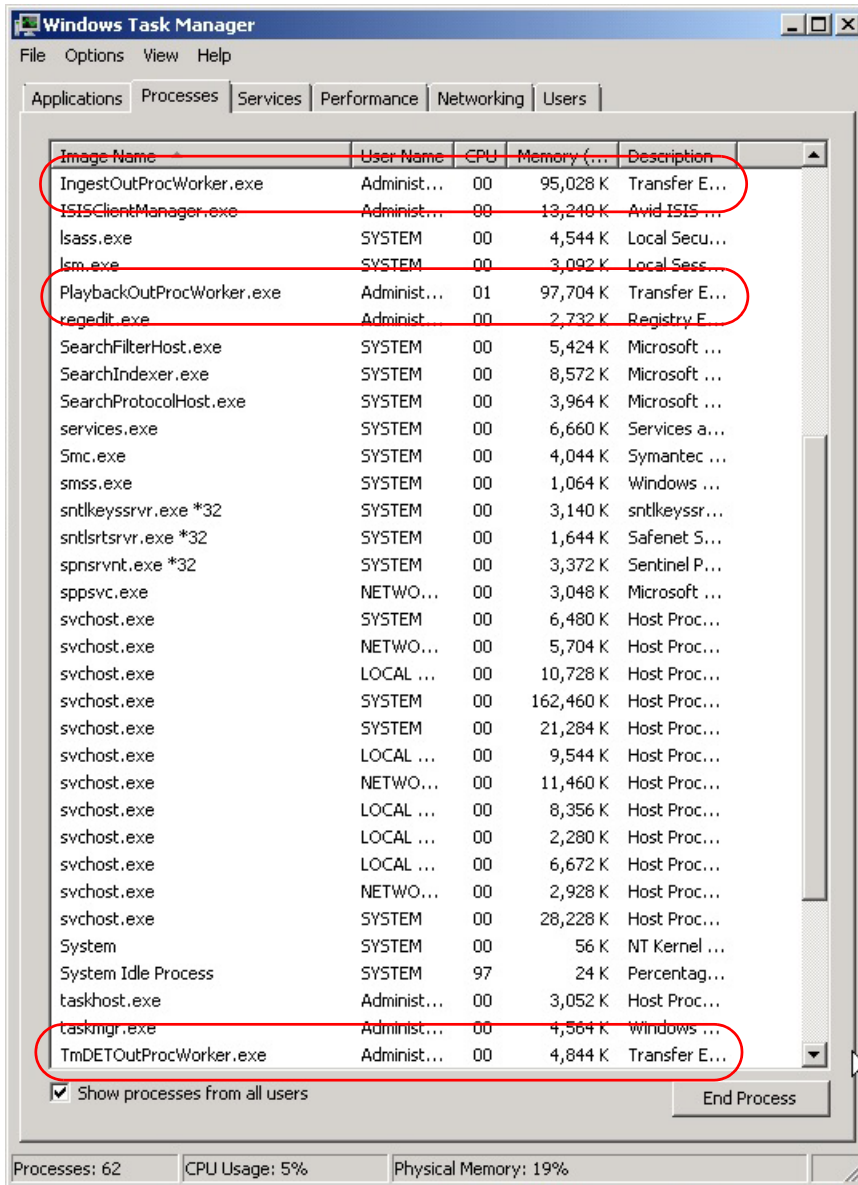 Windows Task Manager
File Options View Help
Applications Processes Services Performance Networking Users
Image Name User Name CPU Memory (... Description
IngestOutProcWorker.exe Administ... 00 95,028 K Transfer E...
ISISClientManager.exe Administ... 00 13,240 K Avid ISIS ...
lsass.exe SYSTEM 00 4,544 K Local Secu...
lsm.exe SYSTEM 00 3,092 K Local Sess...
PlaybackOutProcWorker.exe Administ... 01 97,704 K Transfer E...
regedit.exe Administ... 00 2,732 K Registry E...
SearchFilterHost.exe SYSTEM 00 5,424 K Microsoft ...
SearchIndexer.exe SYSTEM 00 8,572 K Microsoft ...
SearchProtocolHost.exe SYSTEM 00 3,964 K Microsoft ...
services.exe SYSTEM 00 6,660 K Services a...
Smc.exe SYSTEM 00 4,044 K Symantec ...
smss.exe SYSTEM 00 1,064 K Windows ...
sntlkeyssrvr.exe *32 SYSTEM 00 3,140 K sntlkeyssr...
sntlsrtsrvr.exe *32 SYSTEM 00 1,644 K Safenet S...
spnsrvnt.exe *32 SYSTEM 00 3,372 K Sentinel P...
sppsvc.exe NETWO... 00 3,048 K Microsoft ...
svchost.exe SYSTEM 00 6,480 K Host Proc...
svchost.exe NETWO... 00 5,704 K Host Proc...
svchost.exe LOCAL ... 00 10,728 K Host Proc...
svchost.exe SYSTEM 00 162,460 K Host Proc...
svchost.exe SYSTEM 00 21,284 K Host Proc...
svchost.exe LOCAL ... 00 9,544 K Host Proc...
svchost.exe NETWO... 00 11,460 K Host Proc...
svchost.exe LOCAL ... 00 8,356 K Host Proc...
svchost.exe LOCAL ... 00 2,280 K Host Proc...
svchost.exe LOCAL ... 00 6,672 K Host Proc...
svchost.exe NETWO... 00 2,928 K Host Proc...
svchost.exe SYSTEM 00 28,228 K Host Proc...
System SYSTEM 00 56 K NT Kernel ...
System Idle Process SYSTEM 97 24 K Percentag...
taskhost.exe Administ... 00 3,052 K Host Proc...
taskmgr.exe Administ... 00 4,564 K Windows ...
TmDETOutProcWorker.exe Administ... 00 4,844 K Transfer E...
Show processes from all users
End Process
Processes: 62 CPU Usage: 5% Physical Memory: 19%